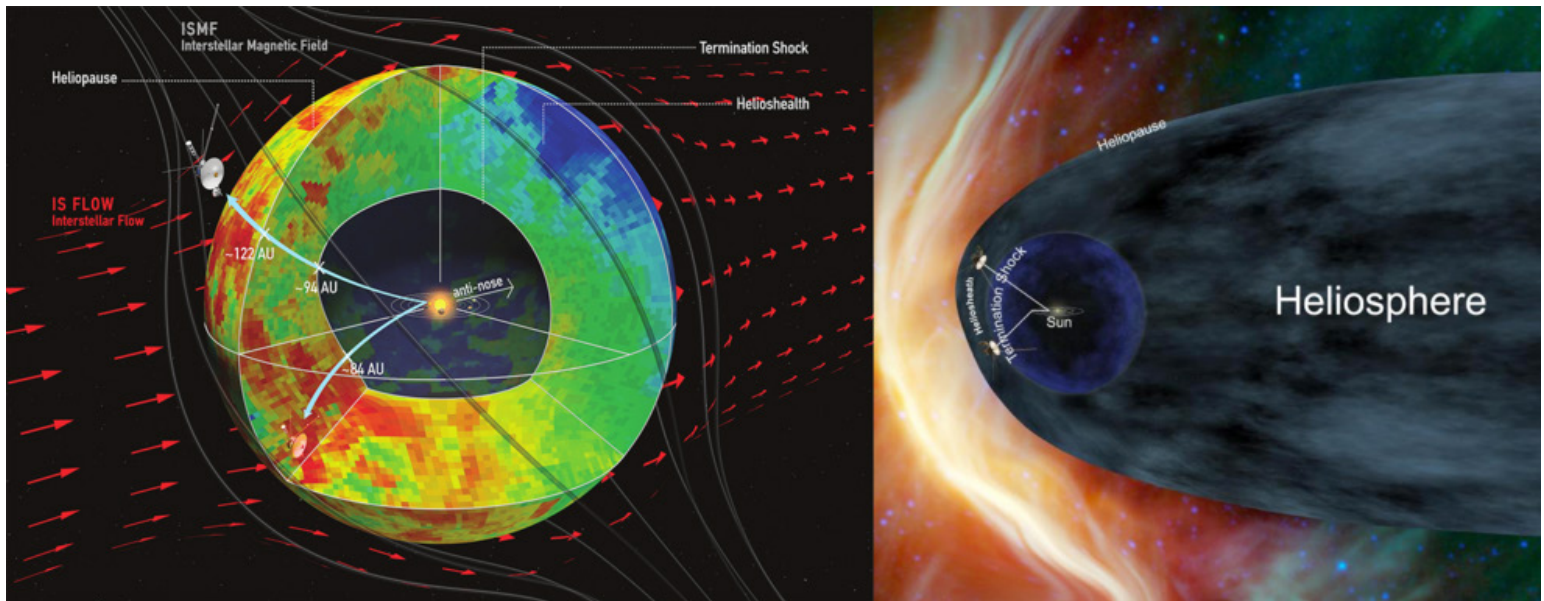 ISMF
Interstellar Magnetic Field
Termination Shock
Heliopause
Helioshealth
IS FLOW
Interstellar Flow
~122 AU
~94 AU
anti-nose
~84 AU
Heliopause
Heliosheath
Termination Shock
Sun
Heliosphere